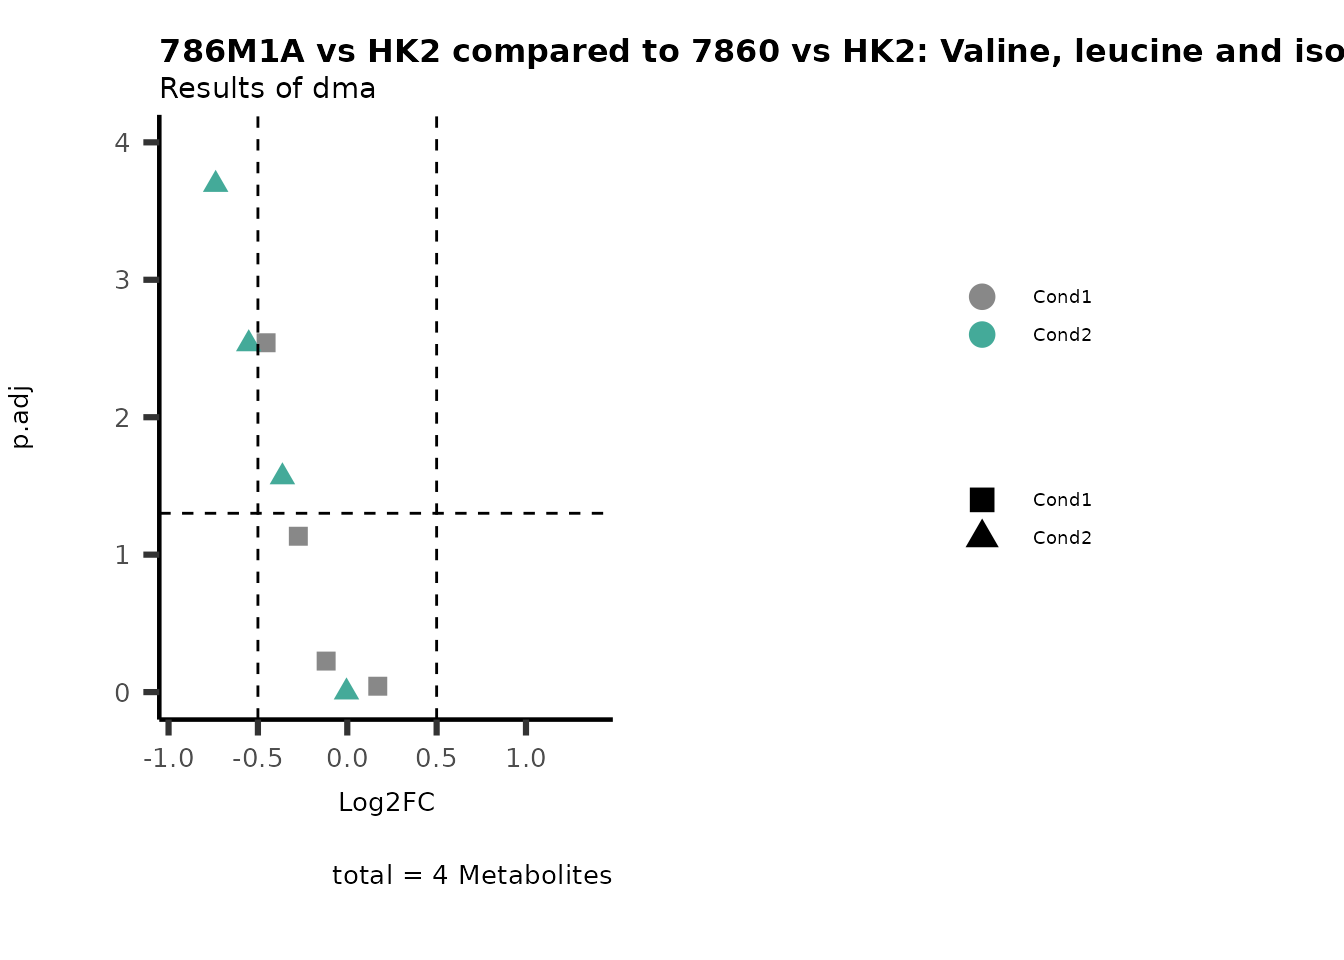 786M1A vs HK2 compared to 7860 vs HK2: Valine, leucine and iso
Results of dma
4
3
2
1
0
p.adj
-1.0 -0.5 0.0 0.5 1.0
Log2FC
total = 4 Metabolites
Cond1
Cond2
Cond1
Cond2